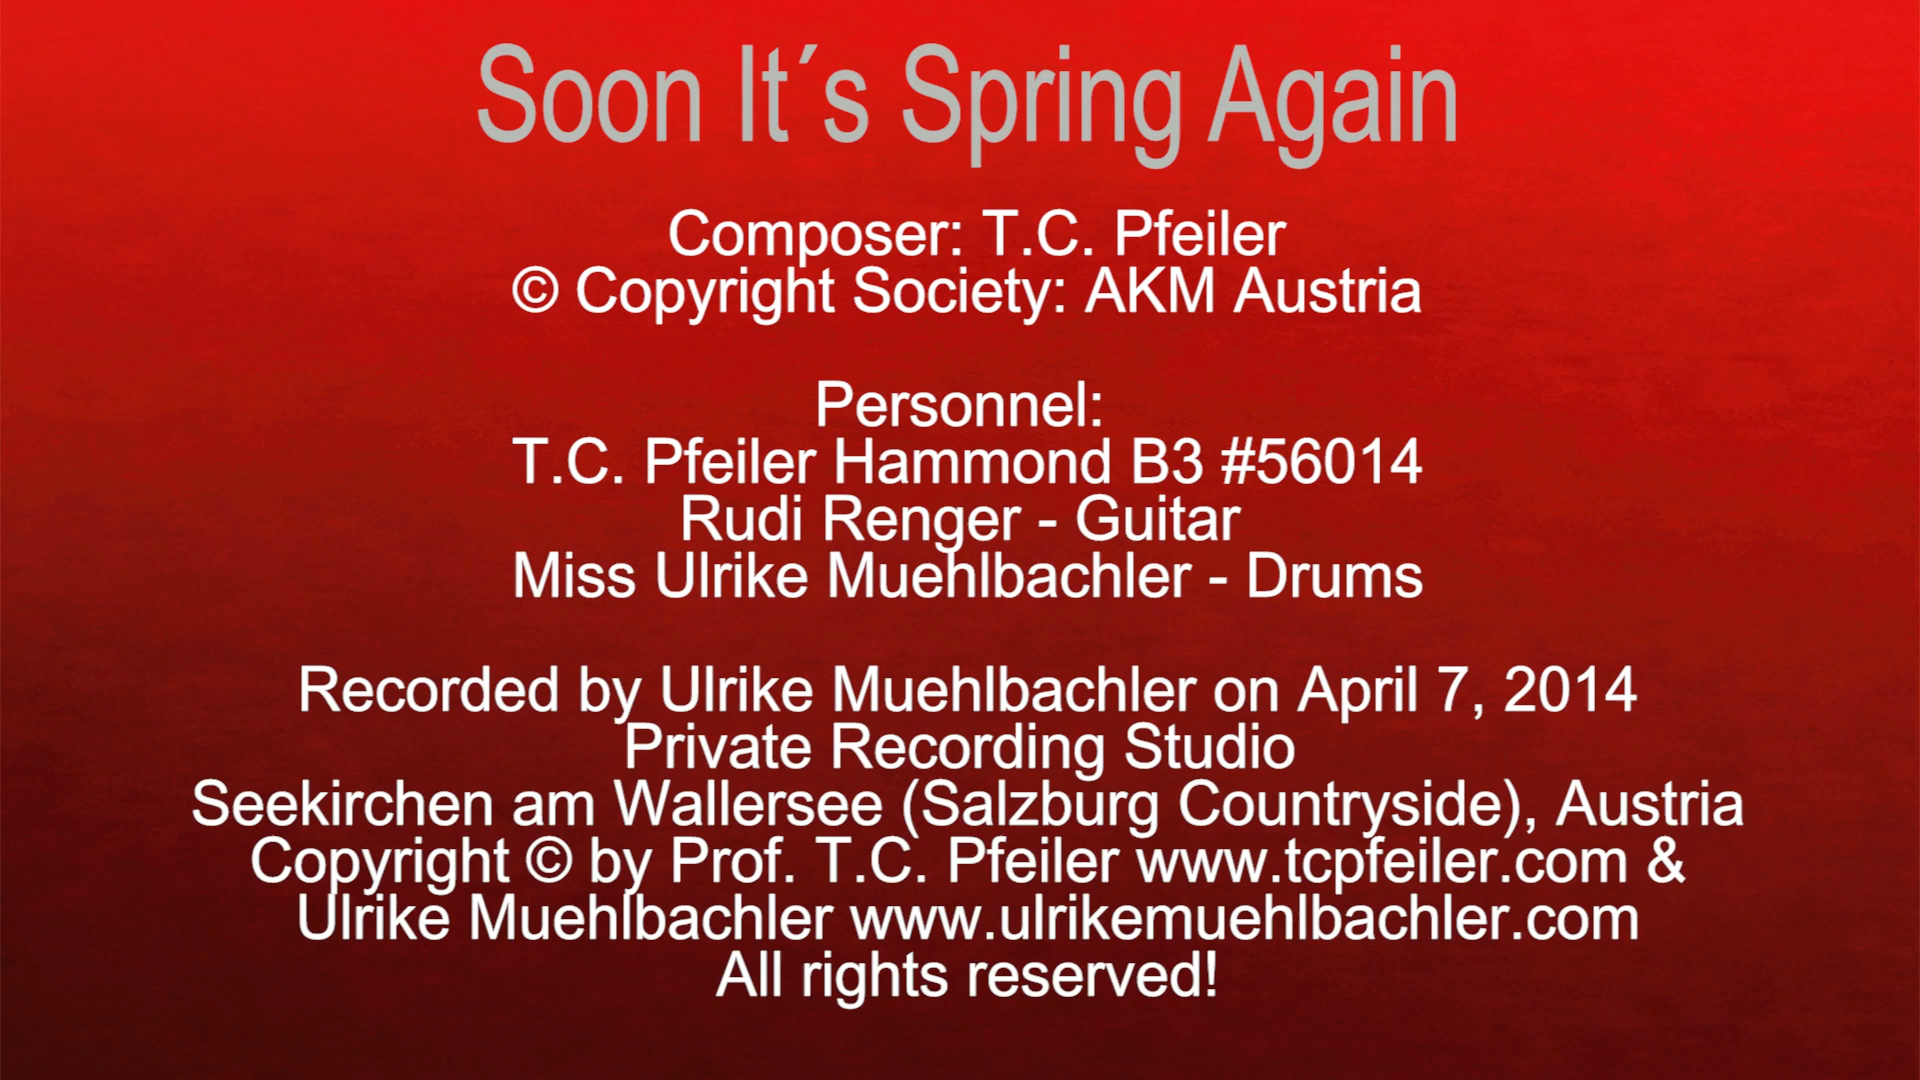 Soon It´s Spring Again
Composer: T.C. Pfeiler
© Copyright Society: AKM Austria
Personnel:
T.C. Pfeiler Hammond B3 #56014
Rudi Renger - Guitar
Miss Ulrike Muehlbachler - Drums
Recorded by Ulrike Muehlbachler on April 7, 2014
Private Recording Studio
Seekirchen am Wallersee (Salzburg Countryside), Austria
Copyright © by Prof. T.C. Pfeiler www.tcpfeiler.com &
Ulrike Muehlbachler www.ulrikemuehlbachler.com
All rights reserved!